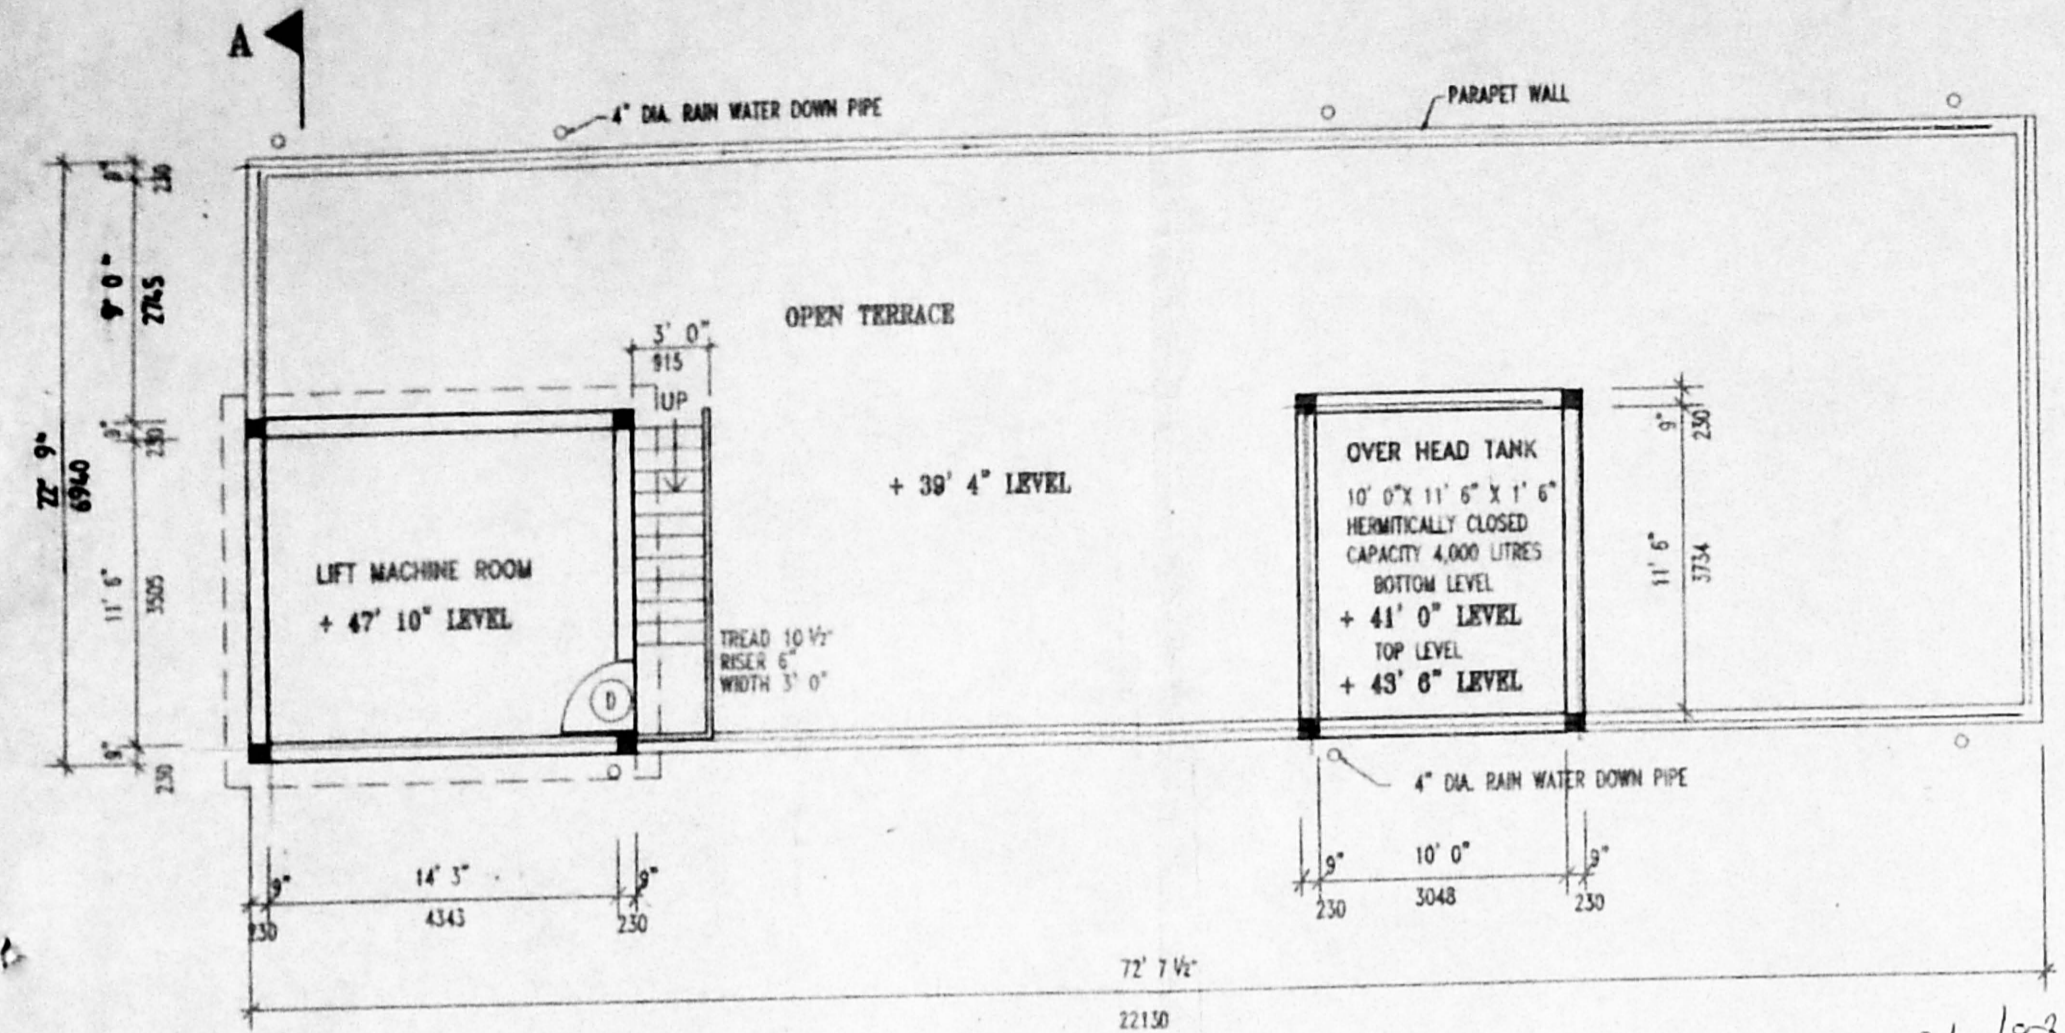 A
4" DIA. RAIN WATER DOWN PIPE
PARAPET WALL
9"
230
9' 0"
2745
OPEN TERRACE
3' 0"
915
UP
9"
230
22' 9"
6940
+ 39' 4" LEVEL
9"
230
OVER HEAD TANK
10' 0"X 11' 6" X 1' 6"
HERMITICALLY CLOSED
CAPACITY 4,000 LITRES
BOTTOM LEVEL
+ 41' 0" LEVEL
TOP LEVEL
+ 43' 6" LEVEL
11' 6"
3734
11' 6"
3505
LIFT MACHINE ROOM
+ 47' 10" LEVEL
TREAD 10 1/2"
RISER 6"
WIDTH 3' 0"
D
9"
230
4" DIA. RAIN WATER DOWN PIPE
9"
14' 3"
9"
230
4343
230
9"
10' 0"
9"
230
3048
230
72' 7 1/2"
22130